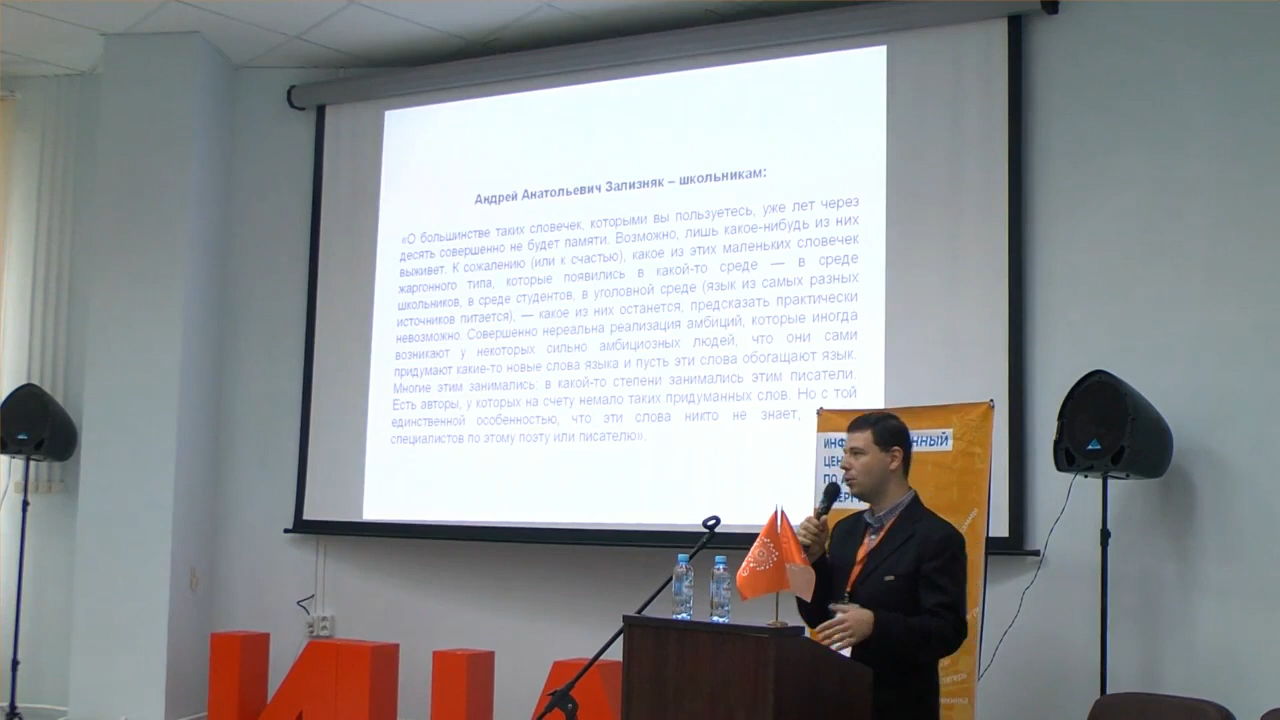 Андрей Анатольевич Зализняк – школьникам:
«О большинстве таких словечек, которыми вы пользуетесь, уже лет через
десять совершенно не будет памяти. Возможно, лишь какое-нибудь из них
выживет. К сожалению (или к счастью), какое из этих маленьких словечек
жаргонного типа, которые появились в какой-то среде — в среде
школьников, в среде студентов, в уголовной среде (язык из самых разных
источников питается), — какое из них останется, предсказать практически
невозможно. Совершенно нереальна реализация амбиций, которые иногда
возникают у некоторых сильно амбициозных людей, что они сами
придумают какие-то новые слова языка и пусть эти слова обогащают язык.
Многие этим занимались; в какой-то степени занимались этим писатели.
Есть авторы, у которых на счету немало таких придуманных слов. Но с той
единственной особенностью, что эти слова никто не знает,
специалистов по этому поэту или писателю».
ПО